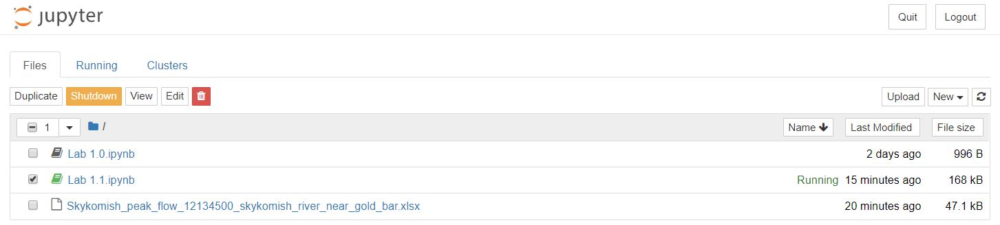 jupyter Quit Logout
Files Running Clusters
Duplicate Shutdown View Edit Upload New
1 / Name Last Modified File size
Lab 1.0.ipynb 2 days ago 996 B
Lab 1.1.ipynb Running 15 minutes ago 168 kB
Skykomish_peak_flow_12134500_skykomish_river_near_gold_bar.xlsx 20 minutes ago 47.1 kB